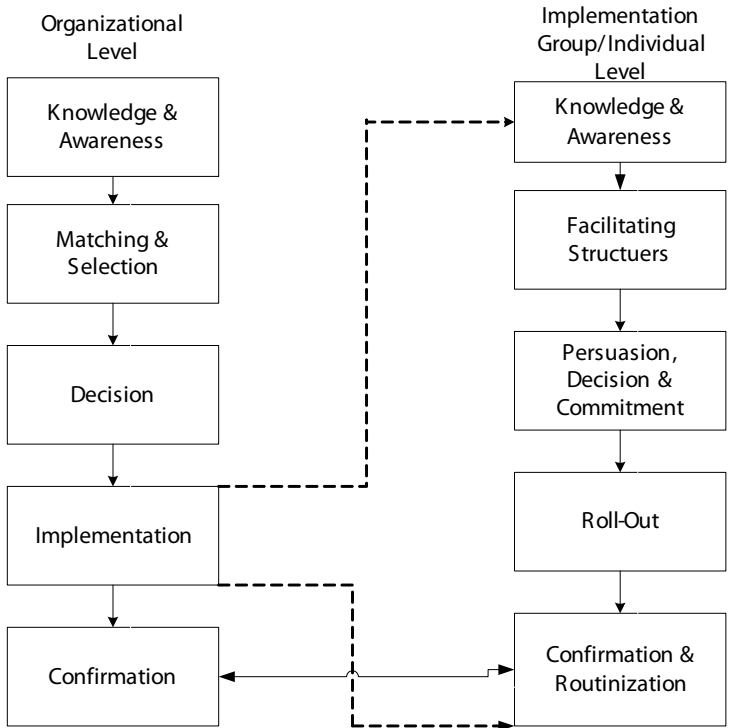 Organizational
Level
Knowledge &
Awareness
Matching &
Selection
Decision
Implementation
Confirmation
Implementation
Group/Individual
Level
Knowledge &
Awareness
Facilitating
Structuers
Persuasion,
Decision &
Commitment
Roll-Out
Confirmation &
Routinization